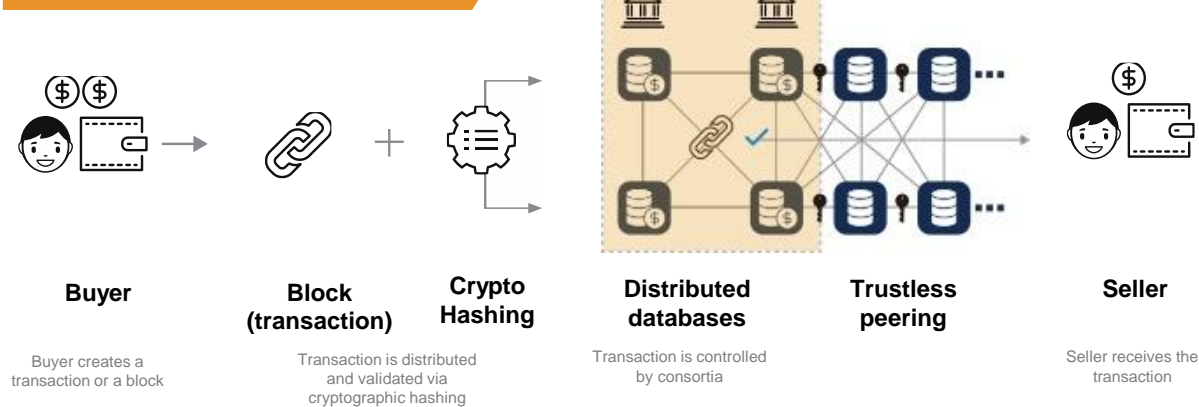 Buyer
Block
(transaction)
Crypto
Hashing
Distributed
databases
Trustless
peering
Seller
Buyer creates a
transaction or a block
Transaction is distributed
and validated via
cryptographic hashing
Transaction is controlled
by consortia
Seller receives the
transaction